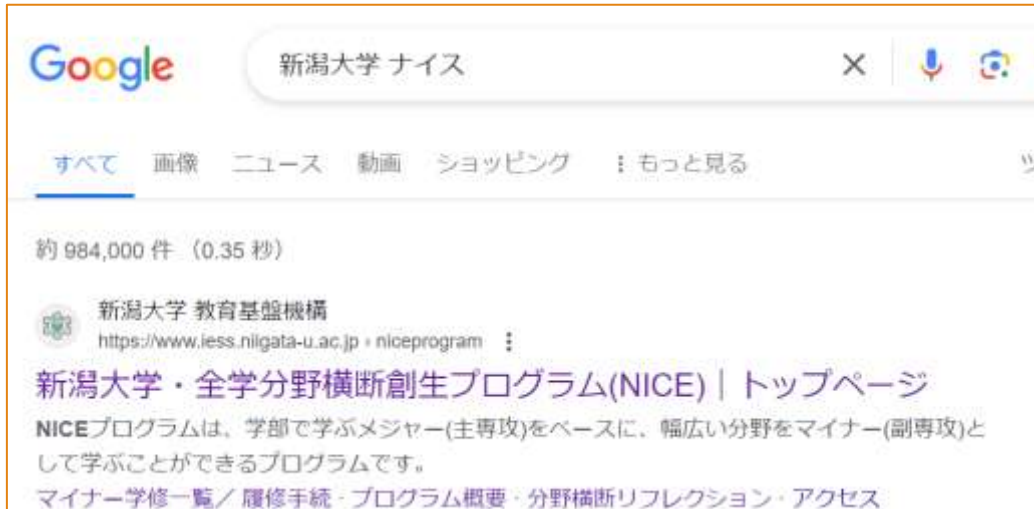 Google
新潟大学 ナイス
すべて 画像 ニュース 動画 ショッピング もっと見る
約 984,000 件 （0.35 秒）
新潟大学 教育基盤機構
https://www.iess.niigata-u.ac.jp › niceprogram
新潟大学・全学分野横断創生プログラム(NICE)｜トップページ
NICEプログラムは、学部で学ぶメジャー(主専攻)をベースに、幅広い分野をマイナー(副専攻)と
して学ぶことができるプログラムです。
マイナー学修一覧／ 履修手続 · プログラム概要 · 分野横断リフレクション · アクセス